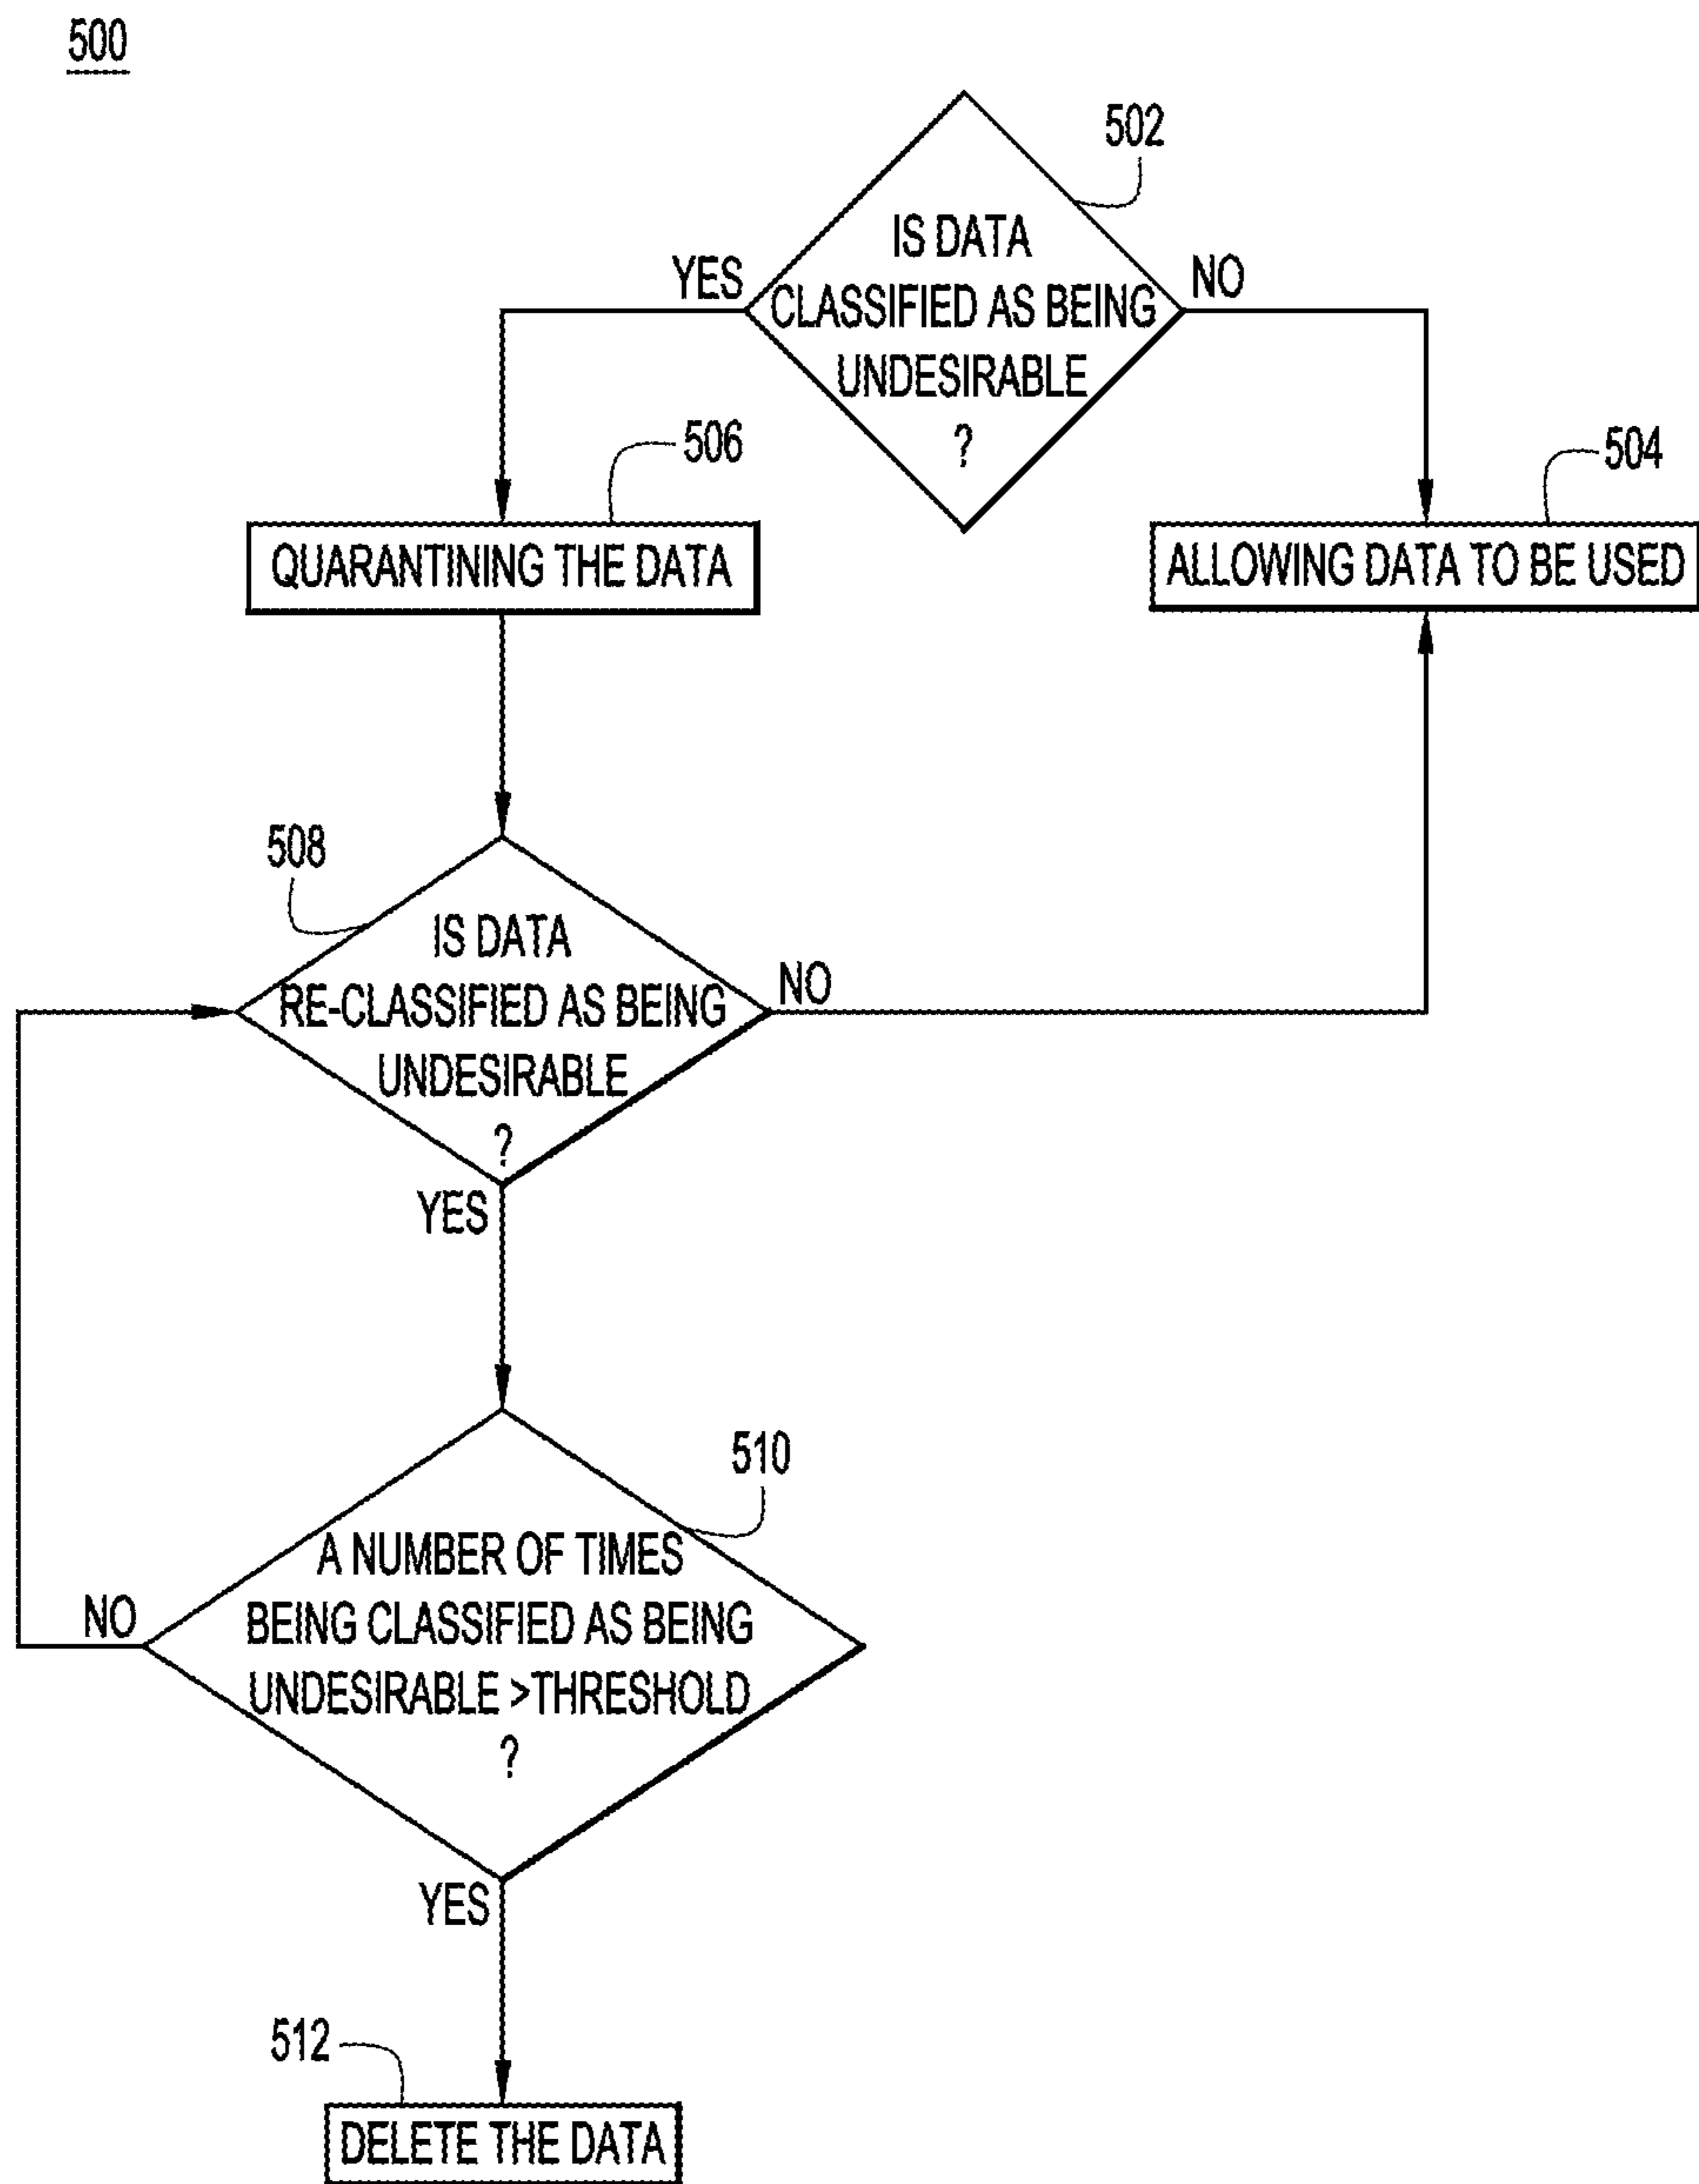 500
502
IS DATA
CLASSIFIED AS BEING
UNDESIRABLE
?
YES
NO
506
QUARANTINING THE DATA
504
ALLOWING DATA TO BE USED
508
IS DATA
RE-CLASSIFIED AS BEING
UNDESIRABLE
?
NO
YES
510
A NUMBER OF TIMES
BEING CLASSIFIED AS BEING
UNDESIRABLE >THRESHOLD
?
NO
YES
512
DELETE THE DATA